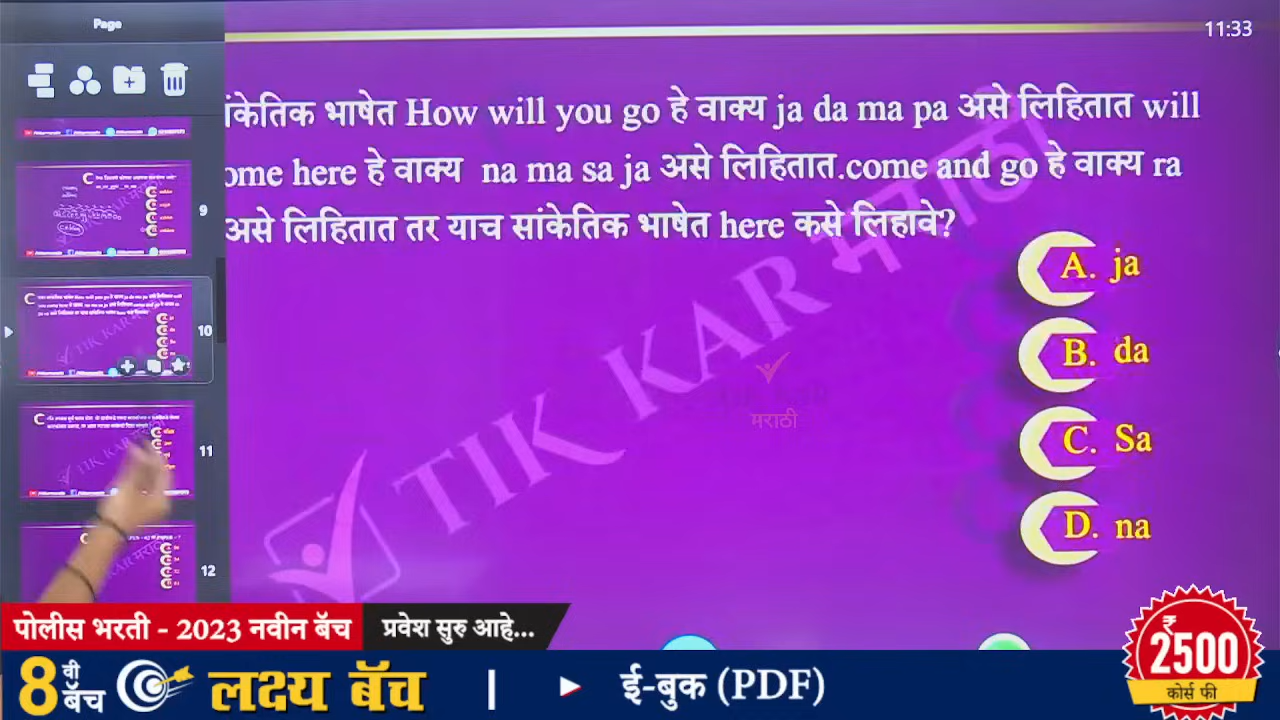 Page
11:33
ांकेतिक भाषेत How will you go हे वाक्य ja da ma pa असे लिहितात will
ome here हे वाक्य na ma sa ja असे लिहितात.come and go हे वाक्य ra
असे लिहितात तर याच सांकेतिक भाषेत here कसे लिहावे?
A. ja
B. da
C. Sa
D. na
TIK KAR मराठी
मराठी
9
10
11
12
पोलीस भरती - 2023 नवीन बॅच
प्रवेश सुरु आहे...
8 वी बॅच
लक्ष्य बॅच
ई-बुक (PDF)
₹ 2500
कोर्स फी